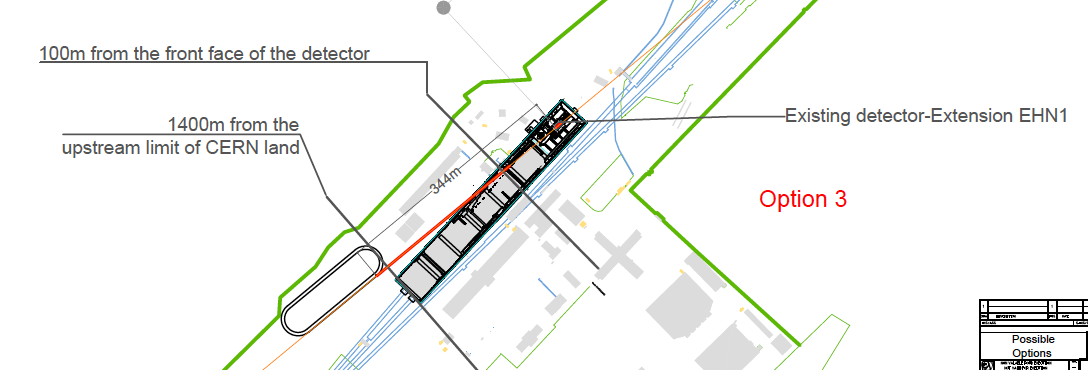 100m from the front face of the detector
1400m from the
upstream limit of CERN land
Existing detector-Extension EHN1
344m
Option 3
Possible
Options